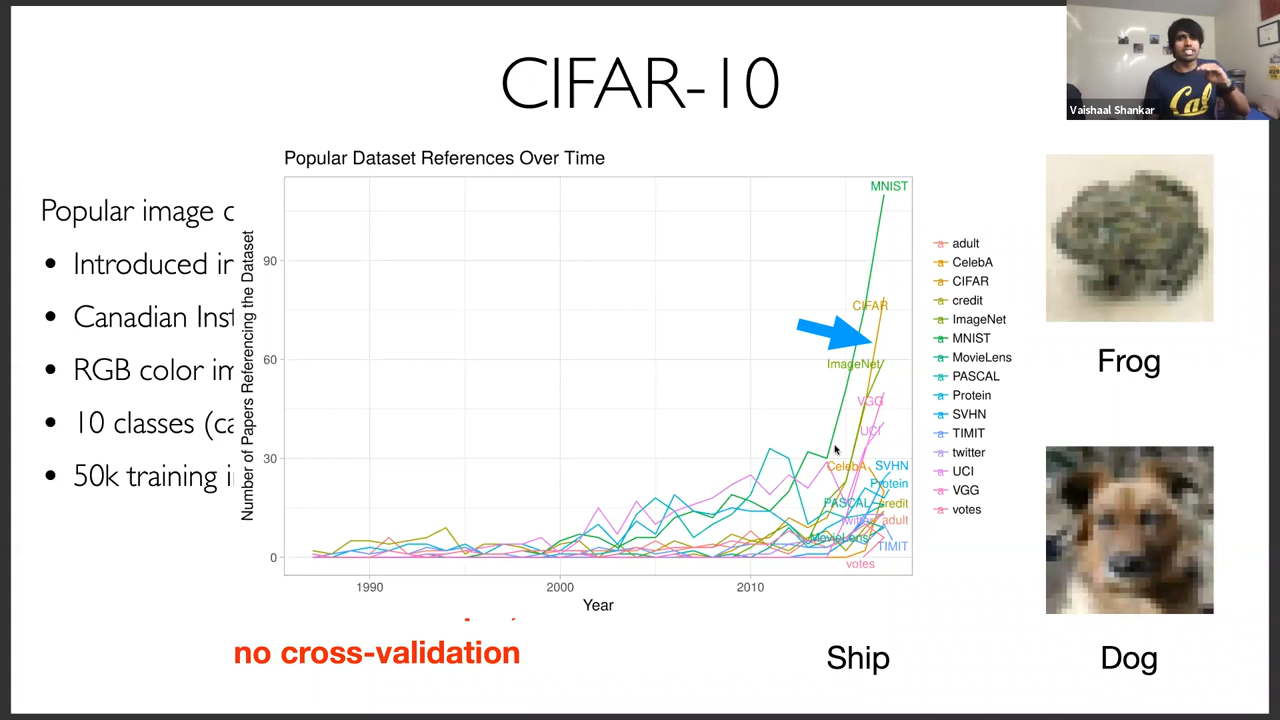 CIFAR-10
Vaishaal Shankar
Cal
Popular image c
• Introduced in
• Canadian Inst
• RGB color im
• 10 classes (ca
• 50k training i
Popular Dataset References Over Time
Number of Papers Referencing the Dataset
90
60
30
0
1990
2000
2010
Year
MNIST
CIFAR
ImageNet
VGG
UCI
CelebA
SVHN
Protein
PASCAL
credit
twitter
adult
MovieLens
TIMIT
votes
a adult
a CelebA
a CIFAR
a credit
a ImageNet
a MNIST
a MovieLens
a PASCAL
a Protein
a SVHN
a TIMIT
a twitter
a UCI
a VGG
a votes
Frog
no cross-validation
Ship
Dog